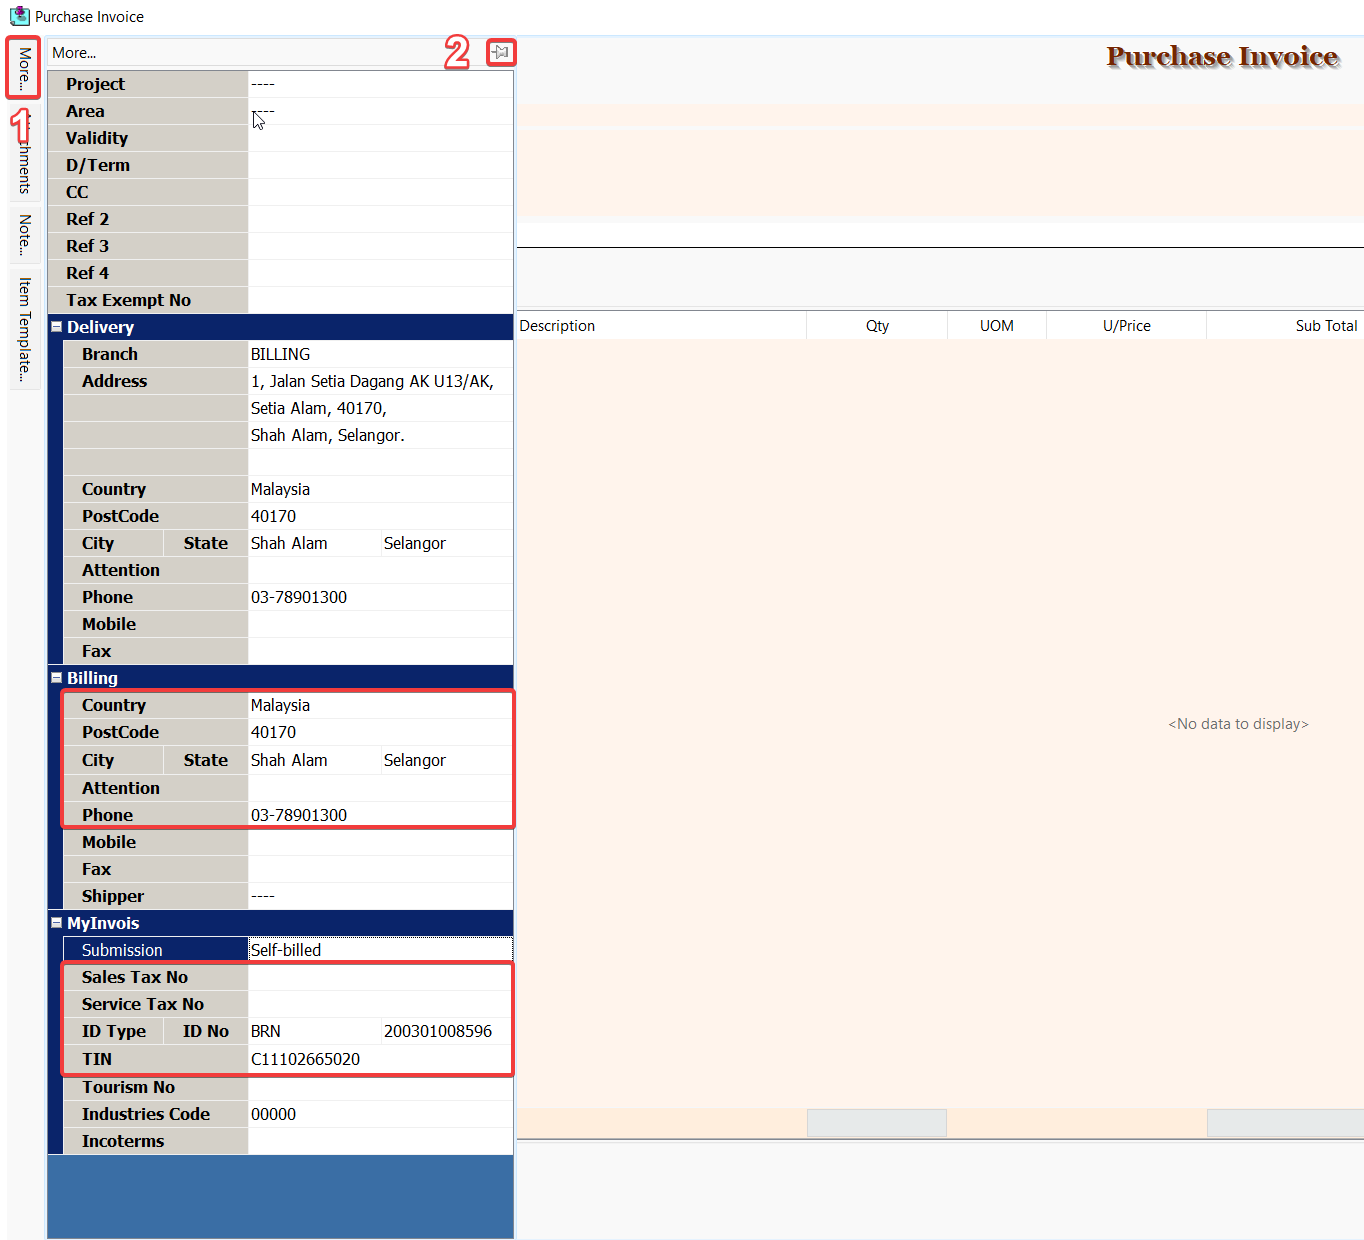 Purchase Invoice
More...
More...
2
Purchase Invoice
1
Attachments
Note...
Item Template...
Project ----
Area ----
Validity
D/Term
CC
Ref 2
Ref 3
Ref 4
Tax Exempt No
Delivery
Description Qty UOM U/Price Sub Total
Branch BILLING
Address 1, Jalan Setia Dagang AK U13/AK,
Setia Alam, 40170,
Shah Alam, Selangor.
Country Malaysia
PostCode 40170
City State Shah Alam Selangor
Attention
Phone 03-78901300
Mobile
Fax
Billing
Country Malaysia
PostCode 40170
<No data to display>
City State Shah Alam Selangor
Attention
Phone 03-78901300
Mobile
Fax
Shipper ----
MyInvois
Submission Self-billed
Sales Tax No
Service Tax No
ID Type ID No BRN 200301008596
TIN C11102665020
Tourism No
Industries Code 00000
Incoterms